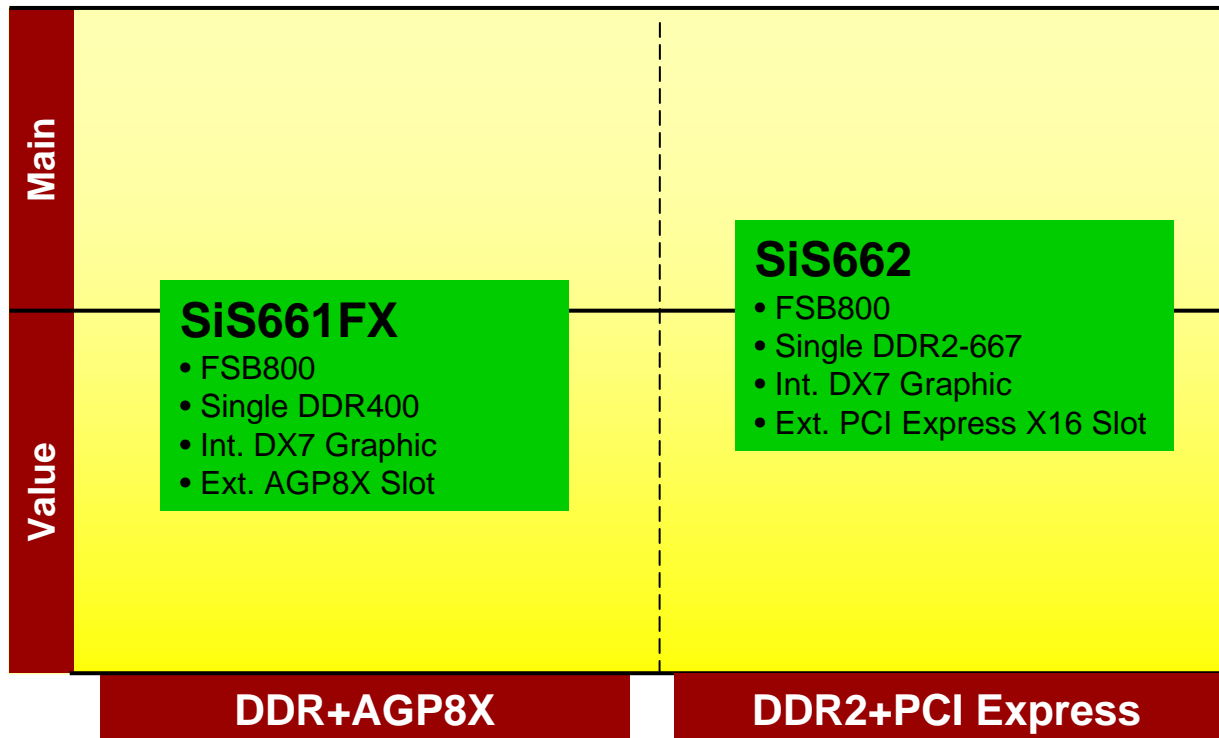 Main
Value
SiS661FX
• FSB800
• Single DDR400
• Int. DX7 Graphic
• Ext. AGP8X Slot
SiS662
• FSB800
• Single DDR2-667
• Int. DX7 Graphic
• Ext. PCI Express X16 Slot
DDR+AGP8X
DDR2+PCI Express